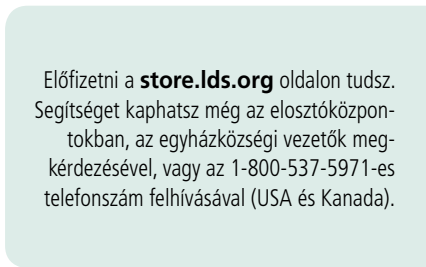 Előfizetni a store.lds.org oldalon tudsz.
Segítséget kaphatsz még az elosztóközpon-
tokban, az egyházközségi vezetők meg-
kérdezésével, vagy az 1-800-537-5971-es
telefonszám felhívásával (USA és Kanada).